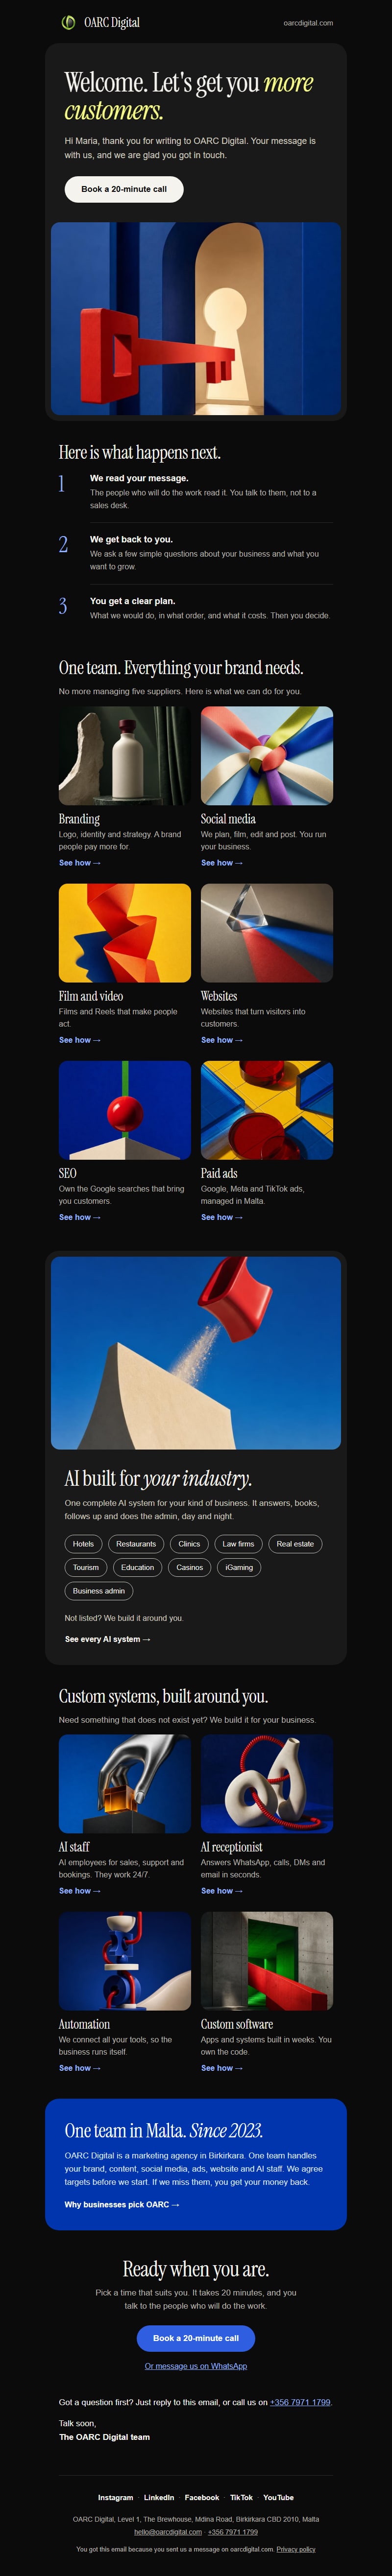 OARC Digital
oarcdigital.com
Welcome. Let's get you more
customers.
Hi Maria, thank you for writing to OARC Digital. Your message is
with us, and we are glad you got in touch.
Book a 20-minute call
Here is what happens next.
1
We read your message.
The people who will do the work read it. You talk to them, not to a
sales desk.
2
We get back to you.
We ask a few simple questions about your business and what you
want to grow.
3
You get a clear plan.
What we would do, in what order, and what it costs. Then you decide.
One team. Everything your brand needs.
No more managing five suppliers. Here is what we can do for you.
Branding
Logo, identity and strategy. A brand
people pay more for.
See how →
Social media
We plan, film, edit and post. You run
your business.
See how →
Film and video
Films and Reels that make people
act.
See how →
Websites
Websites that turn visitors into
customers.
See how →
SEO
Own the Google searches that bring
you customers.
See how →
Paid ads
Google, Meta and TikTok ads,
managed in Malta.
See how →
AI built for your industry.
One complete AI system for your kind of business. It answers, books,
follows up and does the admin, day and night.
Hotels Restaurants Clinics Law firms Real estate
Tourism Education Casinos iGaming
Business admin
Not listed? We build it around you.
See every AI system →
Custom systems, built around you.
Need something that does not exist yet? We build it for your business.
AI staff
AI employees for sales, support and
bookings. They work 24/7.
See how →
AI receptionist
Answers WhatsApp, calls, DMs and
email in seconds.
See how →
Automation
We connect all your tools, so the
business runs itself.
See how →
Custom software
Apps and systems built in weeks. You
own the code.
See how →
One team in Malta. Since 2023.
OARC Digital is a marketing agency in Birkirkara. One team handles
your brand, content, social media, ads, website and AI staff. We agree
targets before we start. If we miss them, you get your money back.
Why businesses pick OARC →
Ready when you are.
Pick a time that suits you. It takes 20 minutes, and you
talk to the people who will do the work.
Book a 20-minute call
Or message us on WhatsApp
Got a question first? Just reply to this email, or call us on +356 7971 1799.
Talk soon,
The OARC Digital team
Instagram · LinkedIn · Facebook · TikTok · YouTube
OARC Digital, Level 1, The Brewhouse, Mdina Road, Birkirkara CBD 2010, Malta
hello@oarcdigital.com · +356 7971 1799
You got this email because you sent us a message on oarcdigital.com. Privacy policy